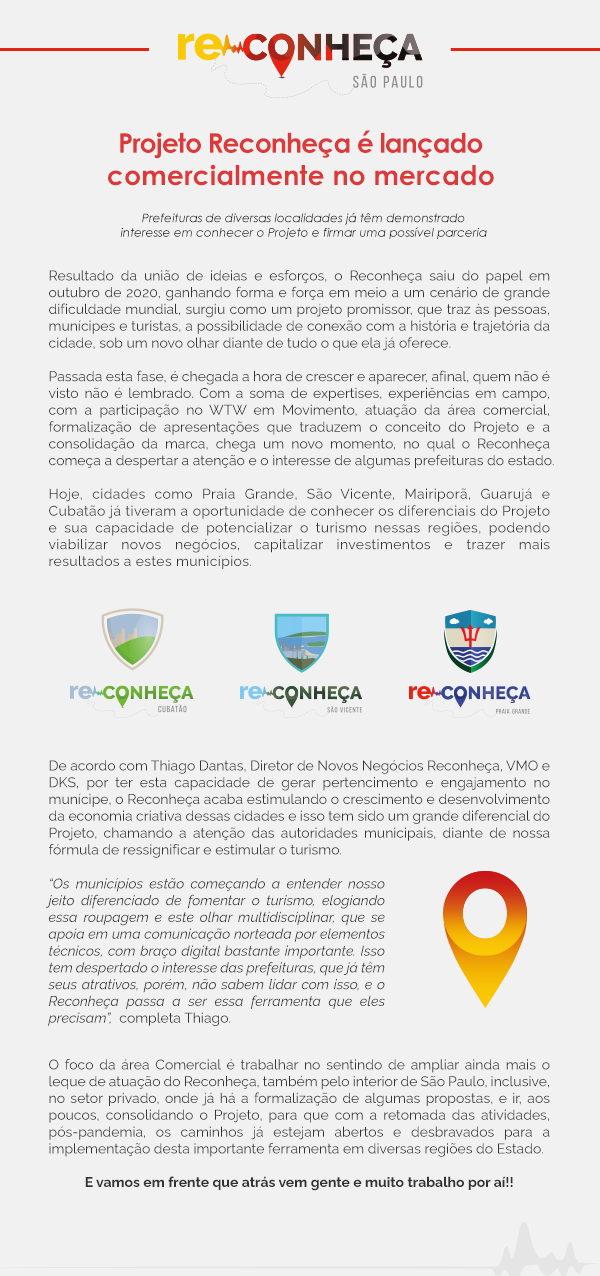 reCONHEÇA
SÃO PAULO
Projeto Reconheça é lançado
comercialmente no mercado
Prefeituras de diversas localidades já têm demonstrado
interesse em conhecer o Projeto e firmar uma possível parceria
Resultado da união de ideias e esforços, o Reconheça saiu do papel em
outubro de 2020, ganhando forma e força em meio a um cenário de grande
dificuldade mundial, surgiu como um projeto promissor, que traz às pessoas,
munícipes e turistas, a possibilidade de conexão com a história e trajetória da
cidade, sob um novo olhar diante de tudo o que ela já oferece.
Passada esta fase, é chegada a hora de crescer e aparecer, afinal, quem não é
visto não é lembrado. Com a soma de expertises, experiências em campo,
com a participação no WTW em Movimento, atuação da área comercial,
formalização de apresentações que traduzem o conceito do Projeto e a
consolidação da marca, chega um novo momento, no qual o Reconheça
começa a despertar a atenção e o interesse de algumas prefeituras do estado.
Hoje, cidades como Praia Grande, São Vicente, Mairiporã, Guarujá e
Cubatão já tiveram a oportunidade de conhecer os diferenciais do Projeto
e sua capacidade de potencializar o turismo nessas regiões, podendo
viabilizar novos negócios, capitalizar investimentos e trazer mais
resultados a estes municípios.
reCONHEÇA reCONHEÇA reCONHEÇA
CUBATÃO SÃO VICENTE PRAIA GRANDE
De acordo com Thiago Dantas, Diretor de Novos Negócios Reconheça, VMO e
DKS, por ter esta capacidade de gerar pertencimento e engajamento no
munícipe, o Reconheça acaba estimulando o crescimento e desenvolvimento
da economia criativa dessas cidades e isso tem sido um grande diferencial do
Projeto, chamando a atenção das autoridades municipais, diante de nossa
fórmula de ressignificar e estimular o turismo.
“Os municípios estão começando a entender nosso
jeito diferenciado de fomentar o turismo, elogiando
essa roupagem e este olhar multidisciplinar, que se
apoia em uma comunicação norteada por elementos
técnicos, com braço digital bastante importante. Isso
tem despertado o interesse das prefeituras, que já têm
seus atrativos, porém, não sabem lidar com isso, e o
Reconheça passa a ser essa ferramenta que eles
precisam”, completa Thiago.
O foco da área Comercial é trabalhar no sentido de ampliar ainda mais o
leque de atuação do Reconheça, também pelo interior de São Paulo, inclusive,
no setor privado, onde já há a formalização de algumas propostas, e ir, aos
poucos, consolidando o Projeto, para que com a retomada das atividades,
pós-pandemia, os caminhos já estejam abertos e desbravados para a
implementação desta importante ferramenta em diversas regiões do Estado.
E vamos em frente que atrás vem gente e muito trabalho por aí!!